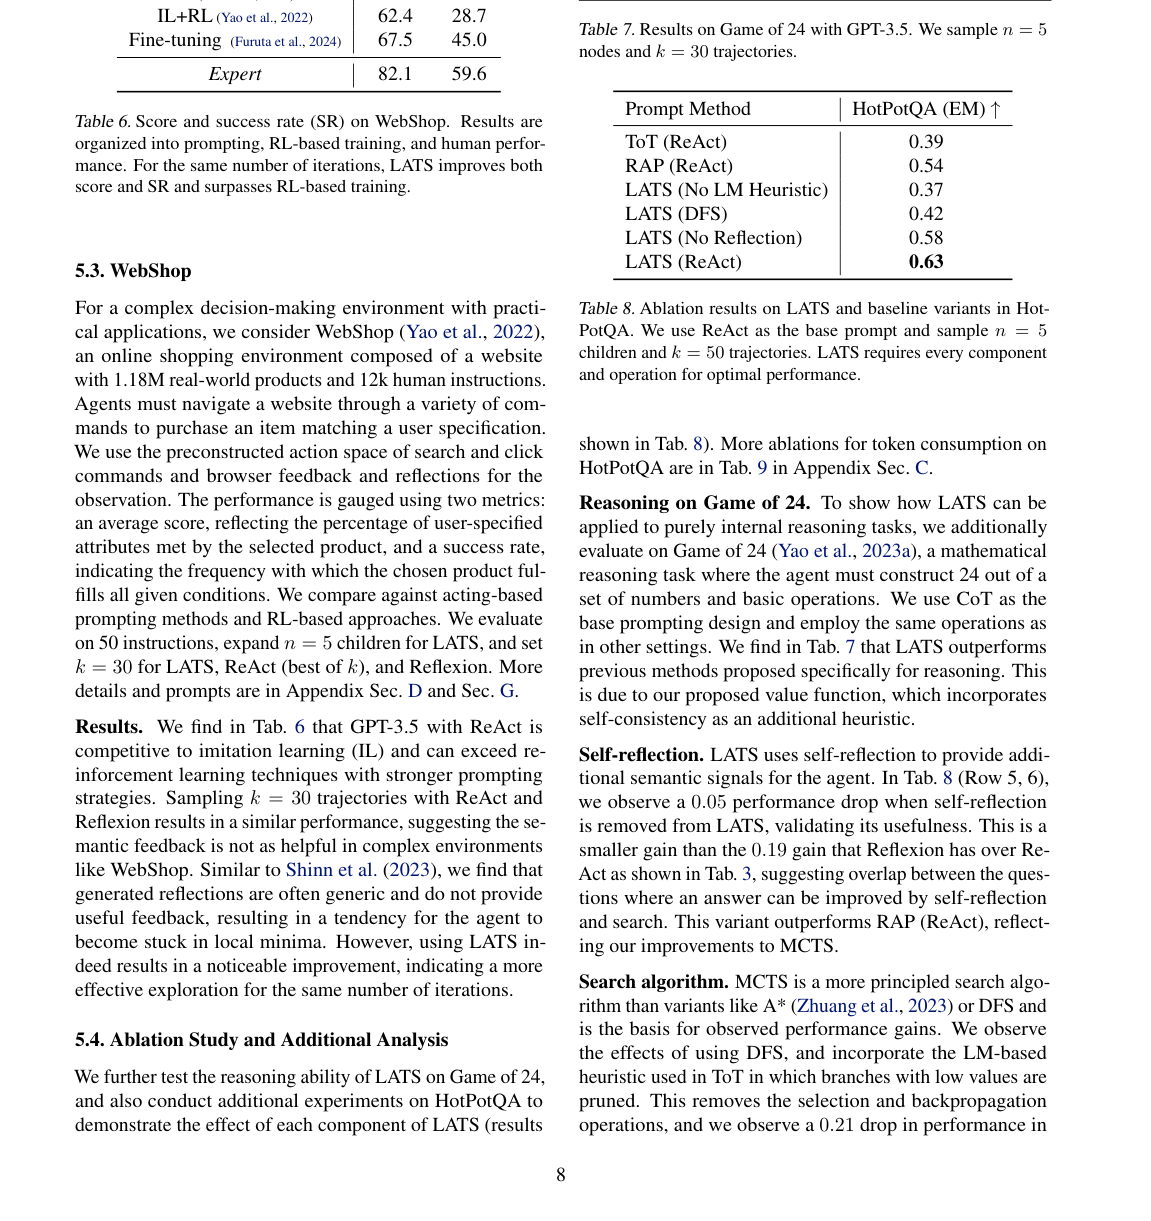 IL+RL (Yao et al., 2022) 62.4 28.7
Fine-tuning (Furuta et al., 2024) 67.5 45.0
Expert 82.1 59.6
Table 6. Score and success rate (SR) on WebShop. Results are
organized into prompting, RL-based training, and human perfor-
mance. For the same number of iterations, LATS improves both
score and SR and surpasses RL-based training.
5.3. WebShop
For a complex decision-making environment with practi-
cal applications, we consider WebShop (Yao et al., 2022),
an online shopping environment composed of a website
with 1.18M real-world products and 12k human instructions.
Agents must navigate a website through a variety of com-
mands to purchase an item matching a user specification.
We use the preconstructed action space of search and click
commands and browser feedback and reflections for the
observation. The performance is gauged using two metrics:
an average score, reflecting the percentage of user-specified
attributes met by the selected product, and a success rate,
indicating the frequency with which the chosen product ful-
fills all given conditions. We compare against acting-based
prompting methods and RL-based approaches. We evaluate
on 50 instructions, expand n = 5 children for LATS, and set
k = 30 for LATS, ReAct (best of k), and Reflexion. More
details and prompts are in Appendix Sec. D and Sec. G.
Results. We find in Tab. 6 that GPT-3.5 with ReAct is
competitive to imitation learning (IL) and can exceed re-
inforcement learning techniques with stronger prompting
strategies. Sampling k = 30 trajectories with ReAct and
Reflexion results in a similar performance, suggesting the se-
mantic feedback is not as helpful in complex environments
like WebShop. Similar to Shinn et al. (2023), we find that
generated reflections are often generic and do not provide
useful feedback, resulting in a tendency for the agent to
become stuck in local minima. However, using LATS in-
deed results in a noticeable improvement, indicating a more
effective exploration for the same number of iterations.
5.4. Ablation Study and Additional Analysis
We further test the reasoning ability of LATS on Game of 24,
and also conduct additional experiments on HotPotQA to
demonstrate the effect of each component of LATS (results
Table 7. Results on Game of 24 with GPT-3.5. We sample n = 5
nodes and k = 30 trajectories.
Prompt Method HotPotQA (EM) ↑
ToT (ReAct) 0.39
RAP (ReAct) 0.54
LATS (No LM Heuristic) 0.37
LATS (DFS) 0.42
LATS (No Reflection) 0.58
LATS (ReAct) 0.63
Table 8. Ablation results on LATS and baseline variants in Hot-
PotQA. We use ReAct as the base prompt and sample n = 5
children and k = 50 trajectories. LATS requires every component
and operation for optimal performance.
shown in Tab. 8). More ablations for token consumption on
HotPotQA are in Tab. 9 in Appendix Sec. C.
Reasoning on Game of 24. To show how LATS can be
applied to purely internal reasoning tasks, we additionally
evaluate on Game of 24 (Yao et al., 2023a), a mathematical
reasoning task where the agent must construct 24 out of a
set of numbers and basic operations. We use CoT as the
base prompting design and employ the same operations as
in other settings. We find in Tab. 7 that LATS outperforms
previous methods proposed specifically for reasoning. This
is due to our proposed value function, which incorporates
self-consistency as an additional heuristic.
Self-reflection. LATS uses self-reflection to provide addi-
tional semantic signals for the agent. In Tab. 8 (Row 5, 6),
we observe a 0.05 performance drop when self-reflection
is removed from LATS, validating its usefulness. This is a
smaller gain than the 0.19 gain that Reflexion has over Re-
Act as shown in Tab. 3, suggesting overlap between the ques-
tions where an answer can be improved by self-reflection
and search. This variant outperforms RAP (ReAct), reflect-
ing our improvements to MCTS.
Search algorithm. MCTS is a more principled search algo-
rithm than variants like A* (Zhuang et al., 2023) or DFS and
is the basis for observed performance gains. We observe
the effects of using DFS, and incorporate the LM-based
heuristic used in ToT in which branches with low values are
pruned. This removes the selection and backpropagation
operations, and we observe a 0.21 drop in performance in
8